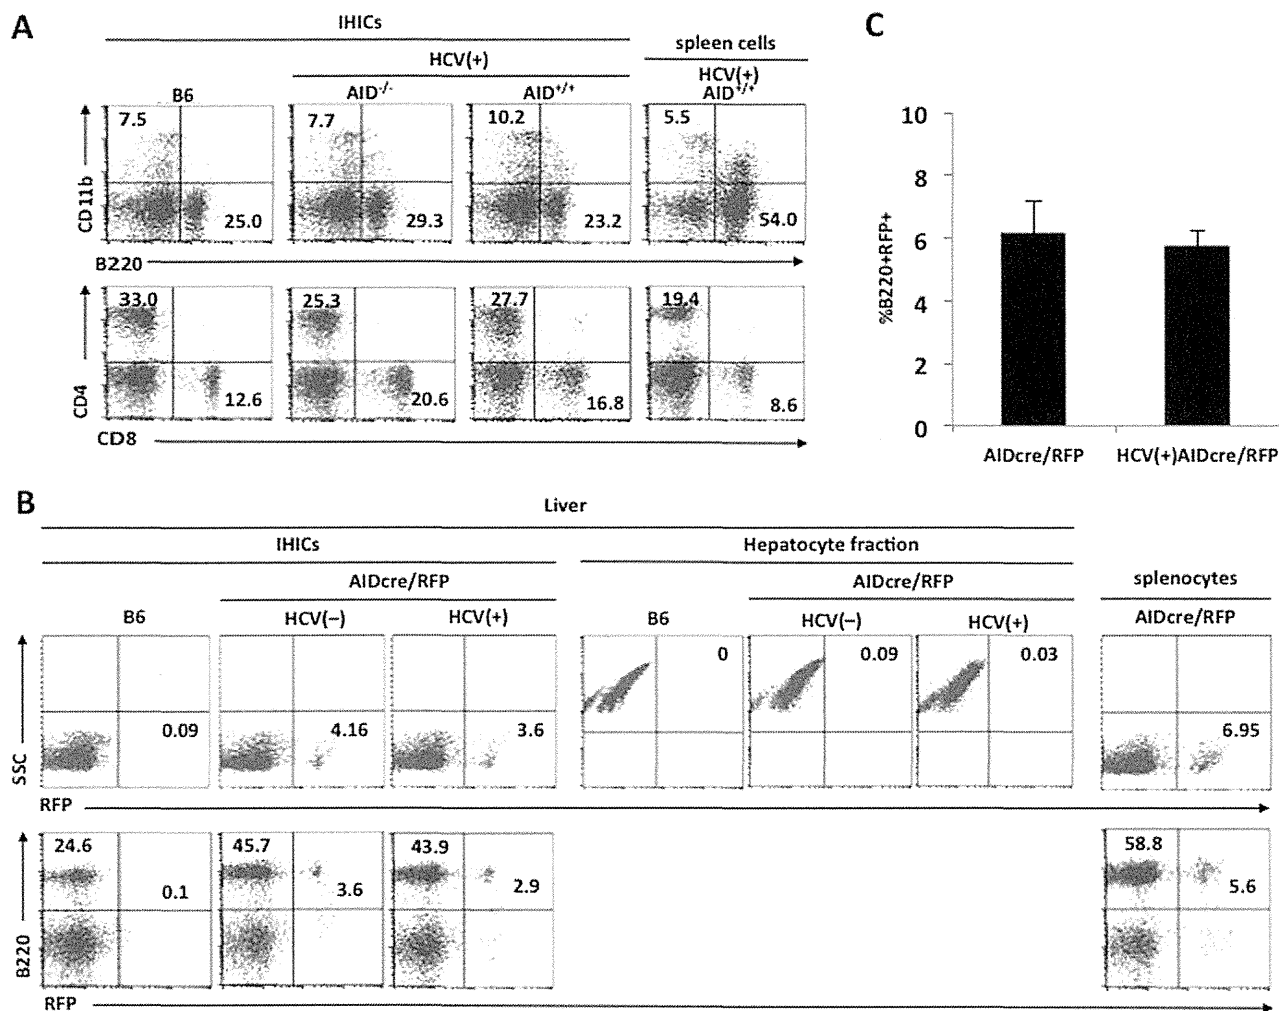 A
IHICs
spleen cells
HCV(+)
HCV(+)
B6
AID-/-
AID+/+
AID+/+
7.5
7.7
10.2
5.5
25.0
29.3
23.2
54.0
CD11b
B220
33.0
25.3
27.7
19.4
12.6
20.6
16.8
8.6
CD4
CD8
C
10
8
6
4
2
0
%B220+RFP+
AIDcre/RFP
HCV(+)AIDcre/RFP
B
Liver
IHICs
Hepatocyte fraction
AIDcre/RFP
AIDcre/RFP
splenocytes
B6
HCV(–)
HCV(+)
B6
HCV(–)
HCV(+)
AIDcre/RFP
0
0.09
0.03
0.09
4.16
3.6
6.95
SSC
RFP
24.6
45.7
43.9
58.8
0.1
3.6
2.9
5.6
B220
RFP